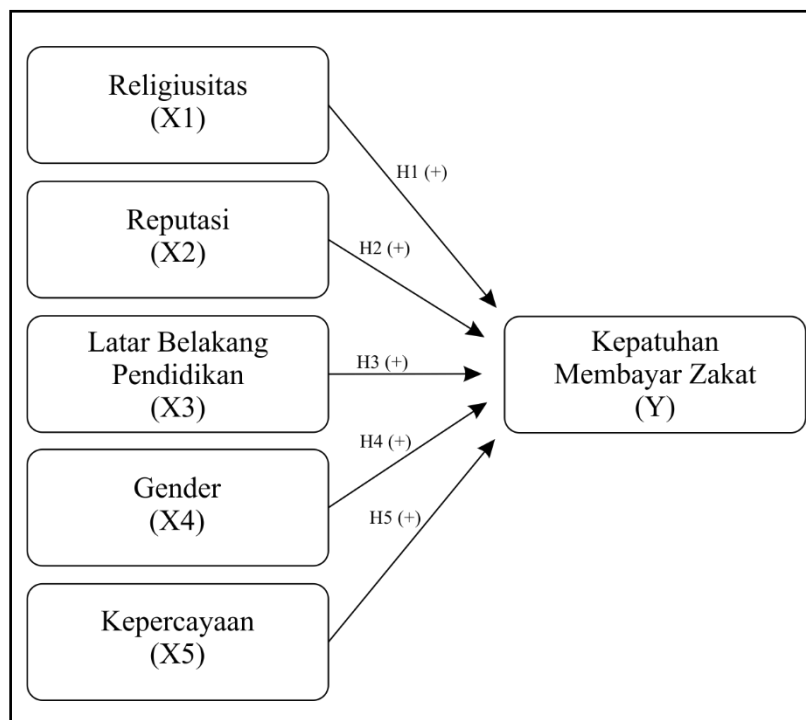 Religiusitas
(X1)
H1 (+)
Reputasi
(X2)
H2 (+)
Latar Belakang
Pendidikan
(X3)
H3 (+)
Kepatuhan
Membayar Zakat
(Y)
Gender
(X4)
H4 (+)
Kepercayaan
(X5)
H5 (+)